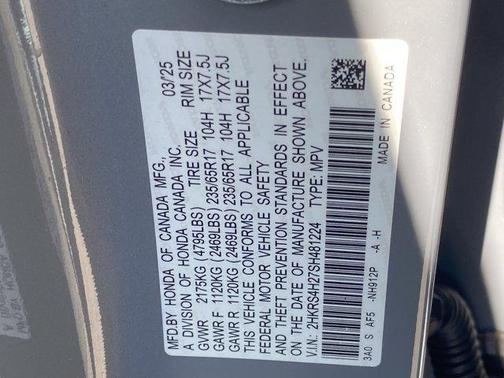 MFD.BY HONDA OF CANADA MFG., 03/25
A DIVISION OF HONDA CANADA INC.
TIRE SIZE RIM SIZE
GVWR 2175KG (4795LBS)
GAWR F 1120KG (2469LBS) 235/65R17 104H 17X7.5J
GAWR R 1120KG (2469LBS) 235/65R17 104H 17X7.5J
THIS VEHICLE CONFORMS TO ALL APPLICABLE
FEDERAL MOTOR VEHICLE SAFETY
AND THEFT PREVENTION STANDARDS IN EFFECT
ON THE DATE OF MANUFACTURE SHOWN ABOVE.
V.I.N.: 2HKRS4H27SH461224 TYPE: MPV
3A0 S AF5 -NH912P -A -H MADE IN CANADA